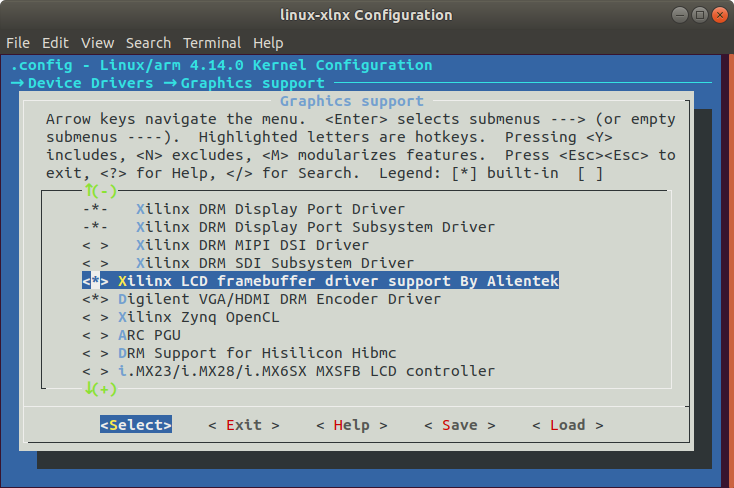 linux-xlnx Configuration
File Edit View Search Terminal Help
.config - Linux/arm 4.14.0 Kernel Configuration
→ Device Drivers → Graphics support
Graphics support
Arrow keys navigate the menu.  <Enter> selects submenus ---> (or empty
submenus ----).  Highlighted letters are hotkeys.  Pressing <Y>
includes, <N> excludes, <M> modularizes features.  Press <Esc><Esc> to
exit, <?> for Help, </> for Search.  Legend: [*] built-in  [ ]
↑(-)
-*-   Xilinx DRM Display Port Driver
-*-   Xilinx DRM Display Port Subsystem Driver
< >   Xilinx DRM MIPI DSI Driver
< >   Xilinx DRM SDI Subsystem Driver
<*> Xilinx LCD framebuffer driver support By Alientek
<*> Digilent VGA/HDMI DRM Encoder Driver
< > Xilinx Zynq OpenCL
< > ARC PGU
< > DRM Support for Hisilicon Hibmc
< > i.MX23/i.MX28/i.MX6SX MXSFB LCD controller
↓(+)
<Select>    < Exit >    < Help >    < Save >    < Load >